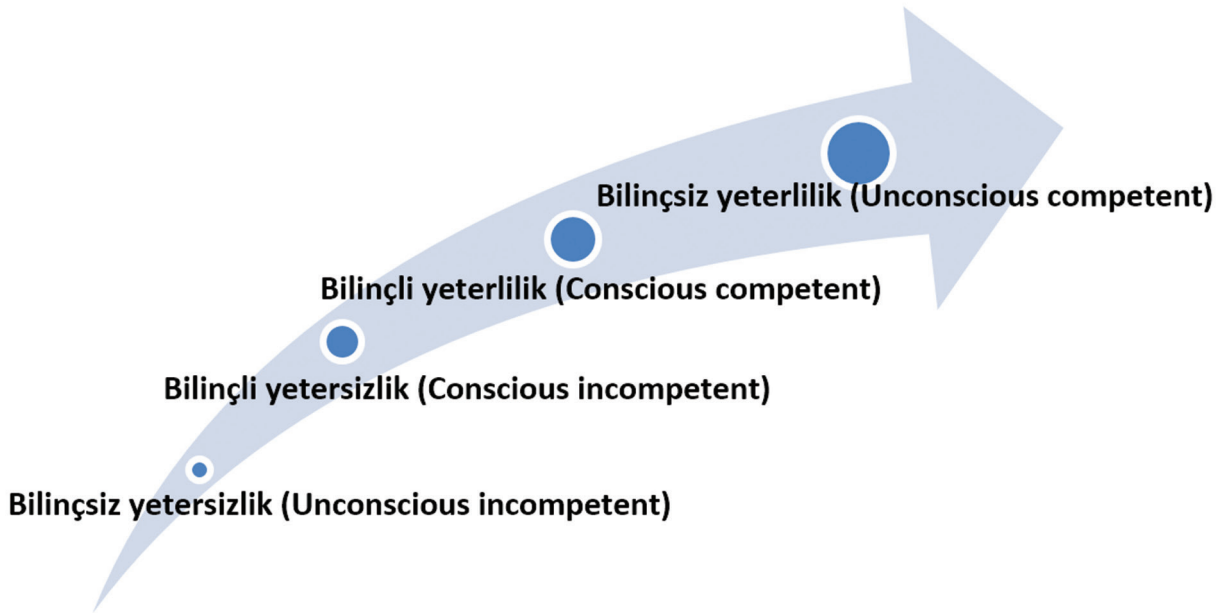 Bilinçsiz yeterlilik (Unconscious competent)
Bilinçli yeterlilik (Conscious competent)
Bilinçli yetersizlik (Conscious incompetent)
Bilinçsiz yetersizlik (Unconscious incompetent)